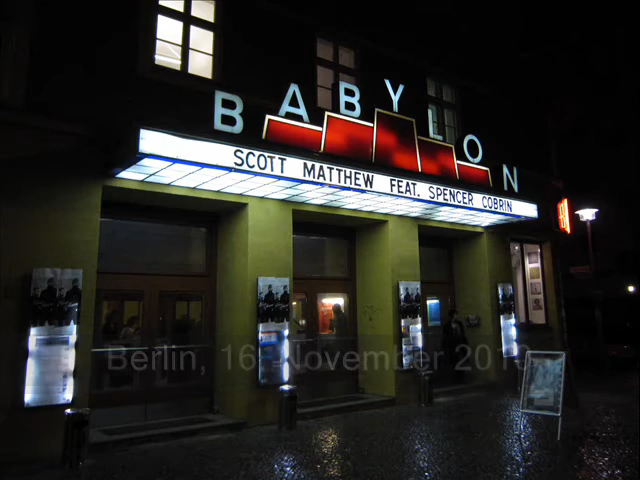 BABYLON
SCOTT MATTHEW FEAT. SPENCER COBRIN
Berlin, 16. November 2010